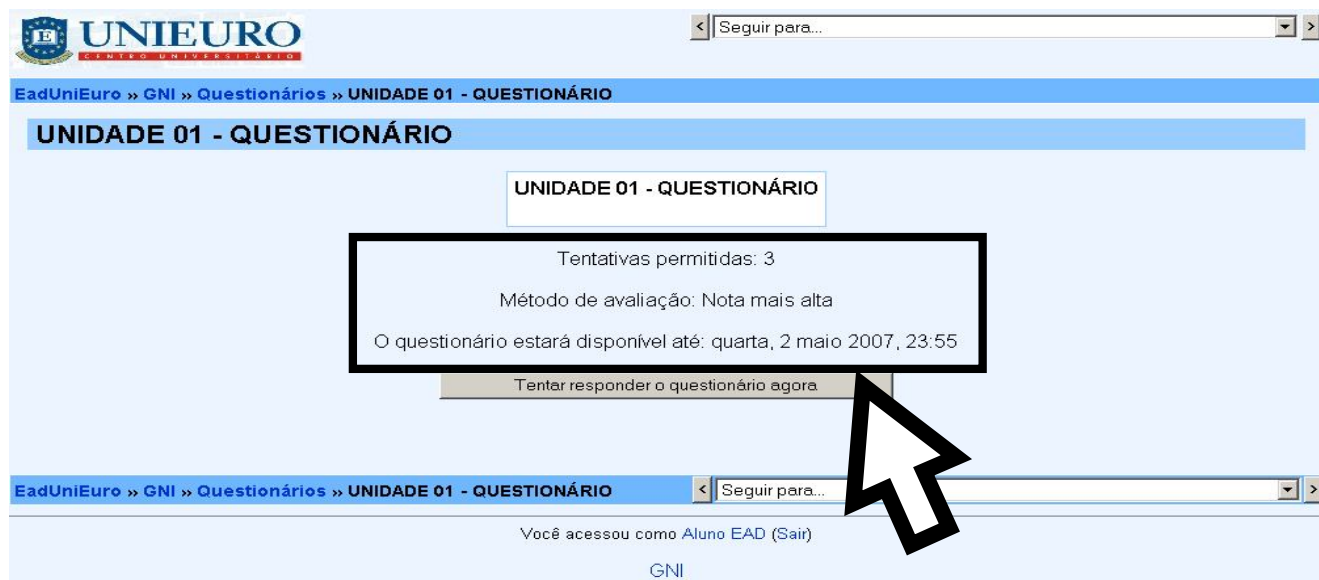 UNIEURO
CENTRO UNIVERSITÁRIO
< Seguir para... >
EadUniEuro » GNI » Questionários » UNIDADE 01 - QUESTIONÁRIO
UNIDADE 01 - QUESTIONÁRIO
UNIDADE 01 - QUESTIONÁRIO
Tentativas permitidas: 3
Método de avaliação: Nota mais alta
O questionário estará disponível até: quarta, 2 maio 2007, 23:55
Tentar responder o questionário agora
EadUniEuro » GNI » Questionários » UNIDADE 01 - QUESTIONÁRIO < Seguir para... >
Você acessou como Aluno EAD (Sair)
GNI